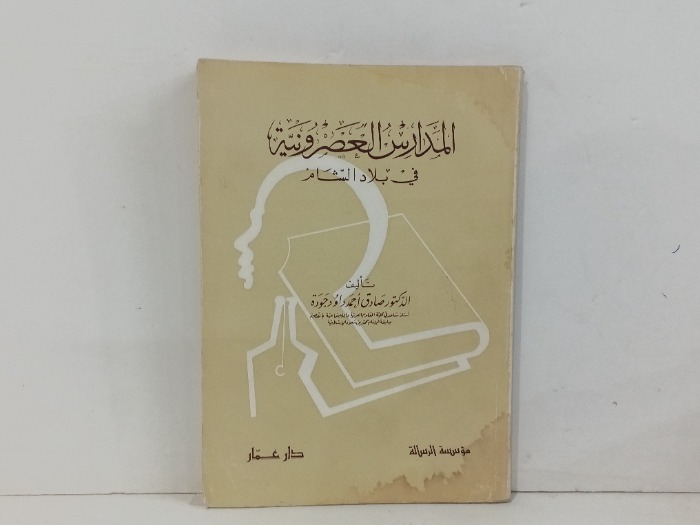 المدارس العصرونية
في بلاد الشام
تأليف
الدكتور صادق أحمد داود جودة
مؤسسة الرسالة
دار عمار